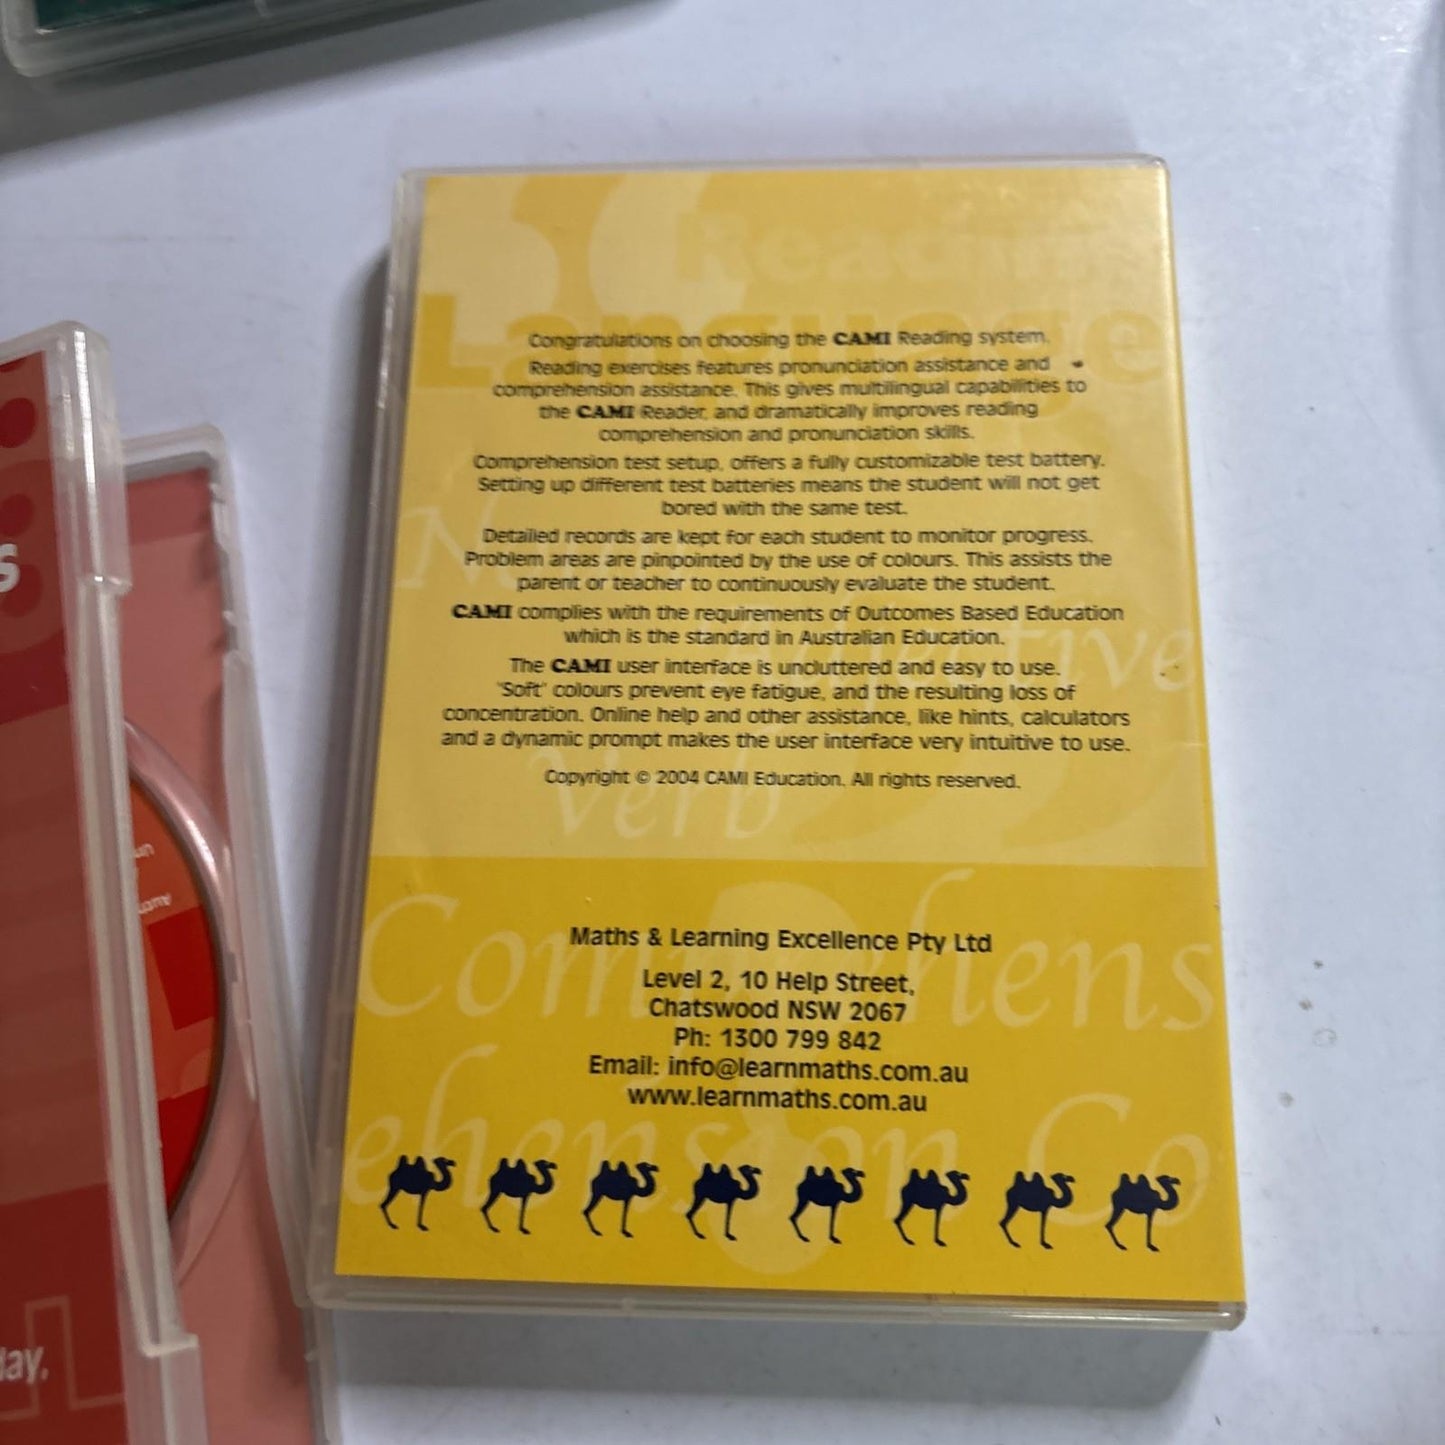 Reading
Language
Congratulations on choosing the CAMI Reading system.
Reading exercises features pronunciation assistance and
comprehension assistance. This gives multilingual capabilities to
the CAMI Reader, and dramatically improves reading
comprehension and pronunciation skills.
Comprehension test setup, offers a fully customizable test battery.
Setting up different test batteries means the student will not get
bored with the same test.
Detailed records are kept for each student to monitor progress.
Problem areas are pinpointed by the use of colours. This assists the
parent or teacher to continuously evaluate the student.
CAMI complies with the requirements of Outcomes Based Education
which is the standard in Australian Education.
The CAMI user interface is uncluttered and easy to use.
'Soft' colours prevent eye fatigue, and the resulting loss of
concentration. Online help and other assistance, like hints, calculators
and a dynamic prompt makes the user interface very intuitive to use.
Copyright © 2004 CAMI Education. All rights reserved.
Verb
Maths & Learning Excellence Pty Ltd
Level 2, 10 Help Street,
Chatswood NSW 2067
Ph: 1300 799 842
Email: info@learnmaths.com.au
www.learnmaths.com.au